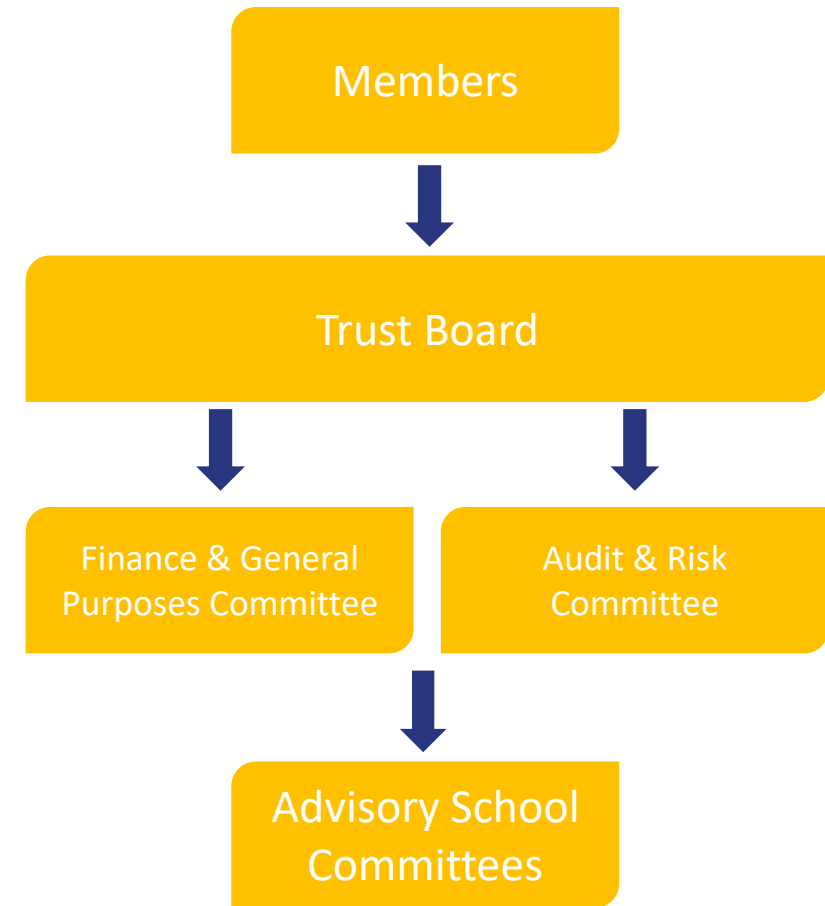 Members
Trust Board
Finance & General
Purposes Committee
Audit & Risk
Committee
Advisory School
Committees